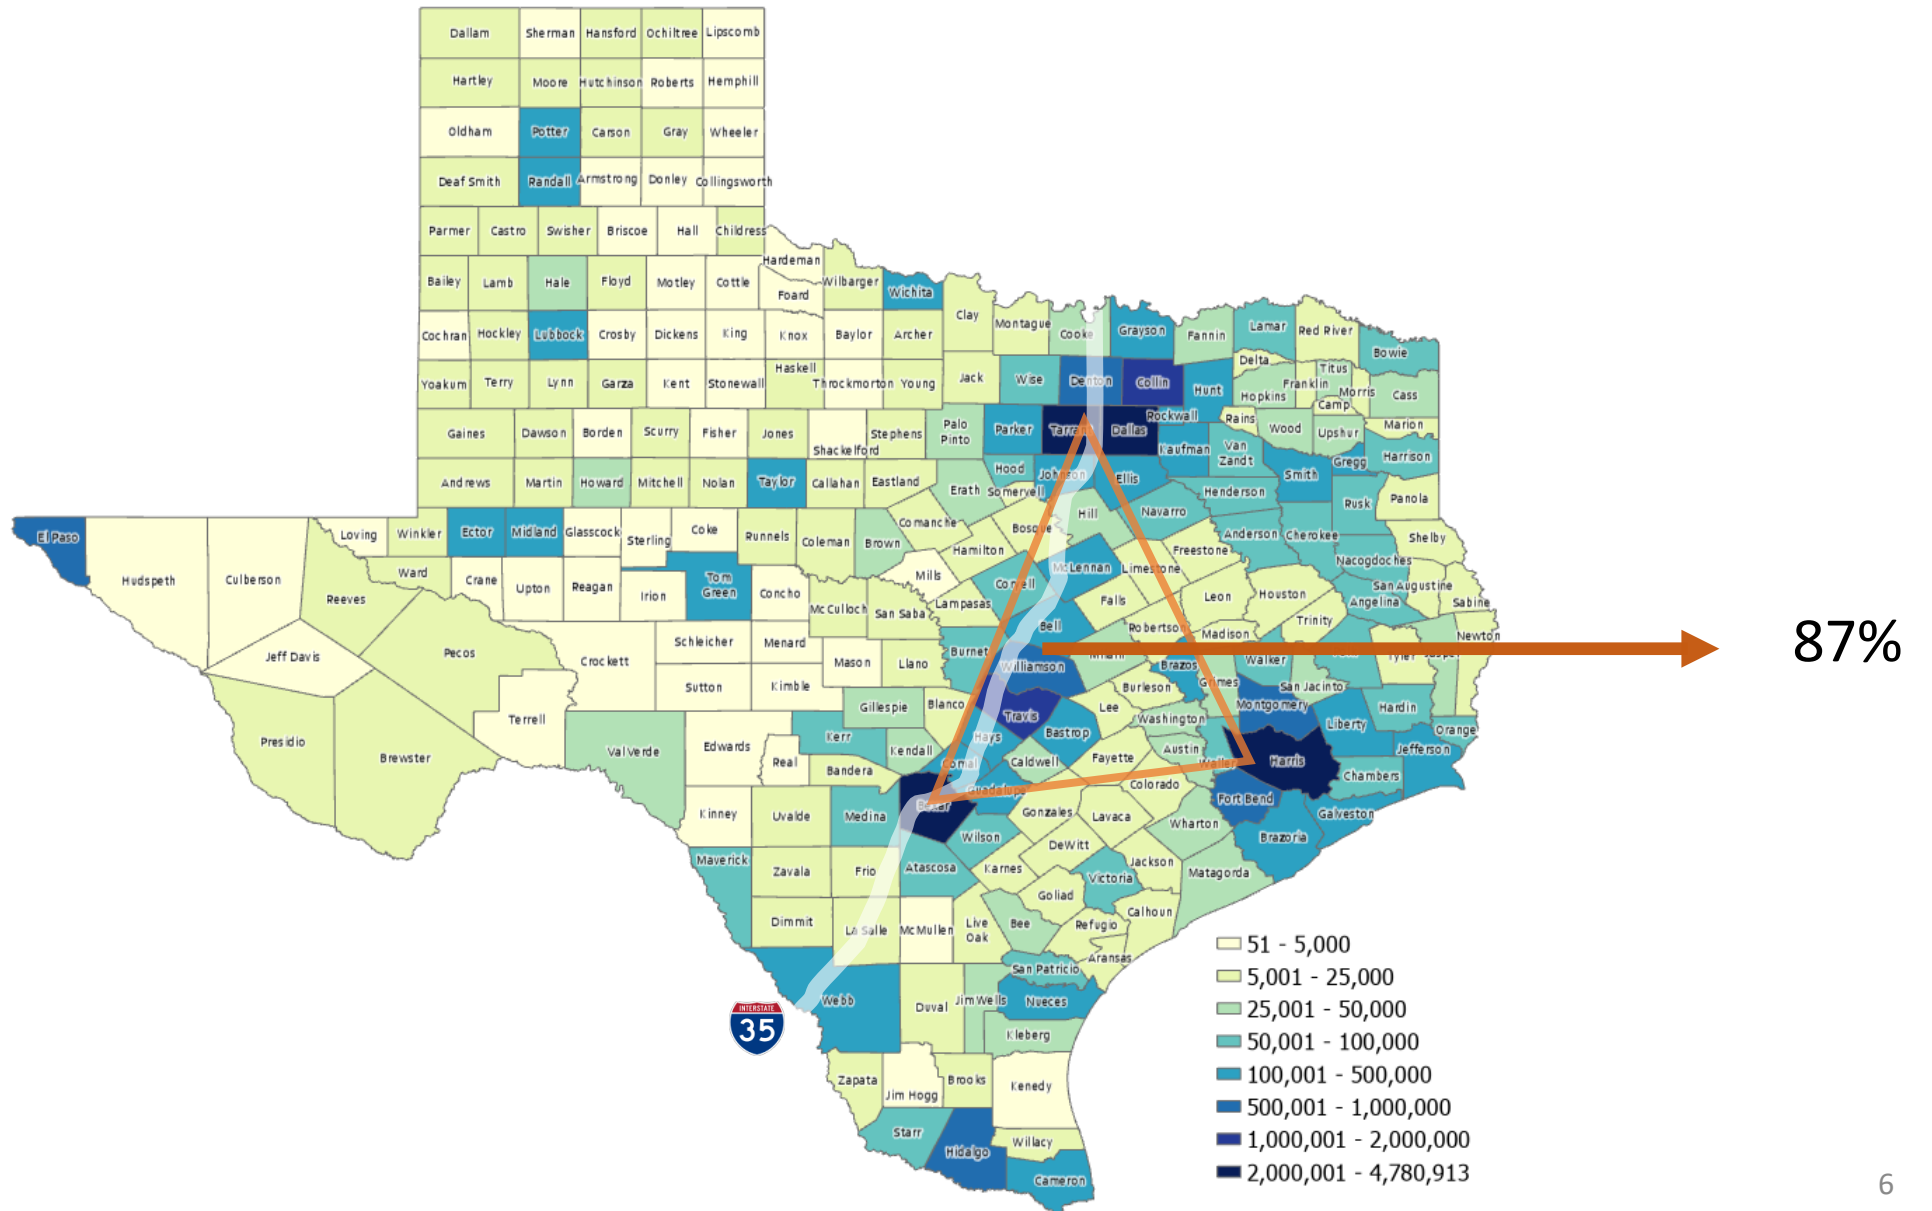 Dallam
Sherman
Hansford
Ochiltree
Lipscomb
Hartley
Moore
Hutchinson
Roberts
Hemphill
Oldham
Potter
Carson
Gray
Wheeler
Deaf Smith
Randall
Armstrong
Donley
Collingsworth
Parmer
Castro
Swisher
Briscoe
Hall
Childress
Hardeman
Bailey
Lamb
Hale
Floyd
Motley
Cottle
Foard
Wilbarger
Wichita
Cochran
Hockley
Lubbock
Crosby
Dickens
King
Knox
Baylor
Archer
Clay
Montague
Cooke
Grayson
Fannin
Lamar
Red River
Bowie
Yoakum
Terry
Lynn
Garza
Kent
Stonewall
Haskell
Throckmorton
Young
Jack
Wise
Denton
Collin
Hunt
Delta
Hopkins
Franklin
Titus
Camp
Morris
Cass
Gaines
Dawson
Borden
Scurry
Fisher
Jones
Shackelford
Stephens
Palo
Pinto
Parker
Tarrant
Dallas
Rockwall
Kaufman
Rains
Van
Zandt
Wood
Upshur
Marion
Harrison
Gregg
Smith
Andrews
Martin
Howard
Mitchell
Nolan
Taylor
Callahan
Eastland
Erath
Hood
Somervell
Johnson
Ellis
Henderson
Rusk
Panola
El Paso
Hudspeth
Culberson
Loving
Winkler
Ector
Midland
Glasscock
Sterling
Coke
Runnels
Coleman
Brown
Comanche
Hamilton
Bosque
Hill
Navarro
Anderson
Cherokee
Shelby
Nacogdoches
Reeves
Ward
Crane
Upton
Reagan
Irion
Tom
Green
Concho
McCulloch
San Saba
Mills
Lampasas
Coryell
McLennan
Limestone
Freestone
Falls
Leon
Houston
Trinity
Angelina
San Augustine
Sabine
Jeff Davis
Pecos
Crockett
Schleicher
Menard
Mason
Llano
Burnet
Bell
Williamson
Milam
Robertson
Madison
Brazos
Grimes
Walker
Polk
Tyler
Jasper
Newton
87%
Sutton
Kimble
Gillespie
Blanco
Travis
Bastrop
Lee
Burleson
Washington
San Jacinto
Montgomery
Liberty
Hardin
Orange
Presidio
Brewster
Terrell
Val Verde
Edwards
Real
Kerr
Kendall
Bandera
Hays
Comal
Caldwell
Fayette
Austin
Waller
Harris
Chambers
Jefferson
Kinney
Uvalde
Medina
Bexar
Guadalupe
Gonzales
Lavaca
Colorado
Wharton
Fort Bend
Brazoria
Galveston
Maverick
Zavala
Frio
Atascosa
Wilson
Karnes
DeWitt
Victoria
Jackson
Matagorda
Dimmit
La Salle
McMullen
Live
Oak
Bee
Goliad
Refugio
Calhoun
Aransas
San Patricio
Webb
Duval
Jim Wells
Nueces
Kleberg
Zapata
Jim Hogg
Brooks
Kenedy
Starr
Hidalgo
Willacy
Cameron
INTERSTATE
35
51 - 5,000
5,001 - 25,000
25,001 - 50,000
50,001 - 100,000
100,001 - 500,000
500,001 - 1,000,000
1,000,001 - 2,000,000
2,000,001 - 4,780,913
6